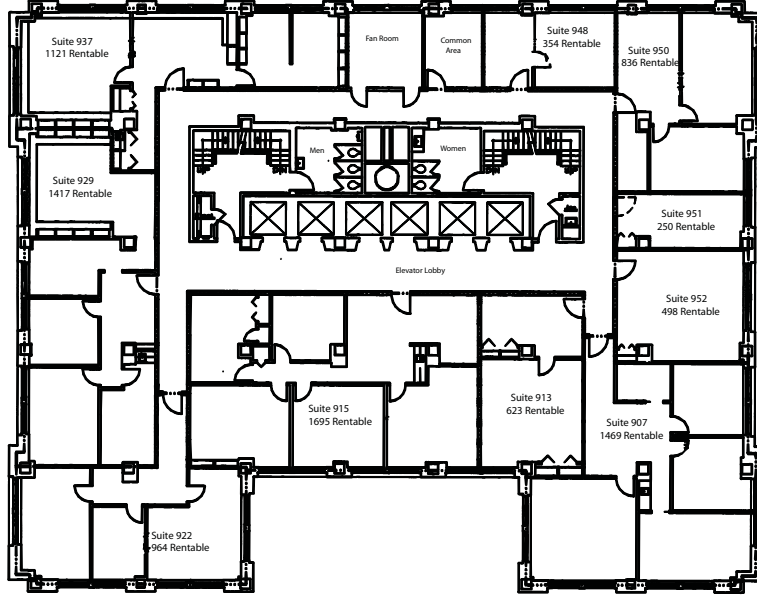 Suite 937
1121 Rentable
Fan Room
Common
Area
Suite 948
354 Rentable
Suite 950
836 Rentable
Men
Women
Suite 929
1417 Rentable
Suite 951
250 Rentable
Elevator Lobby
Suite 952
498 Rentable
Suite 915
1695 Rentable
Suite 913
623 Rentable
Suite 907
1469 Rentable
Suite 922
964 Rentable